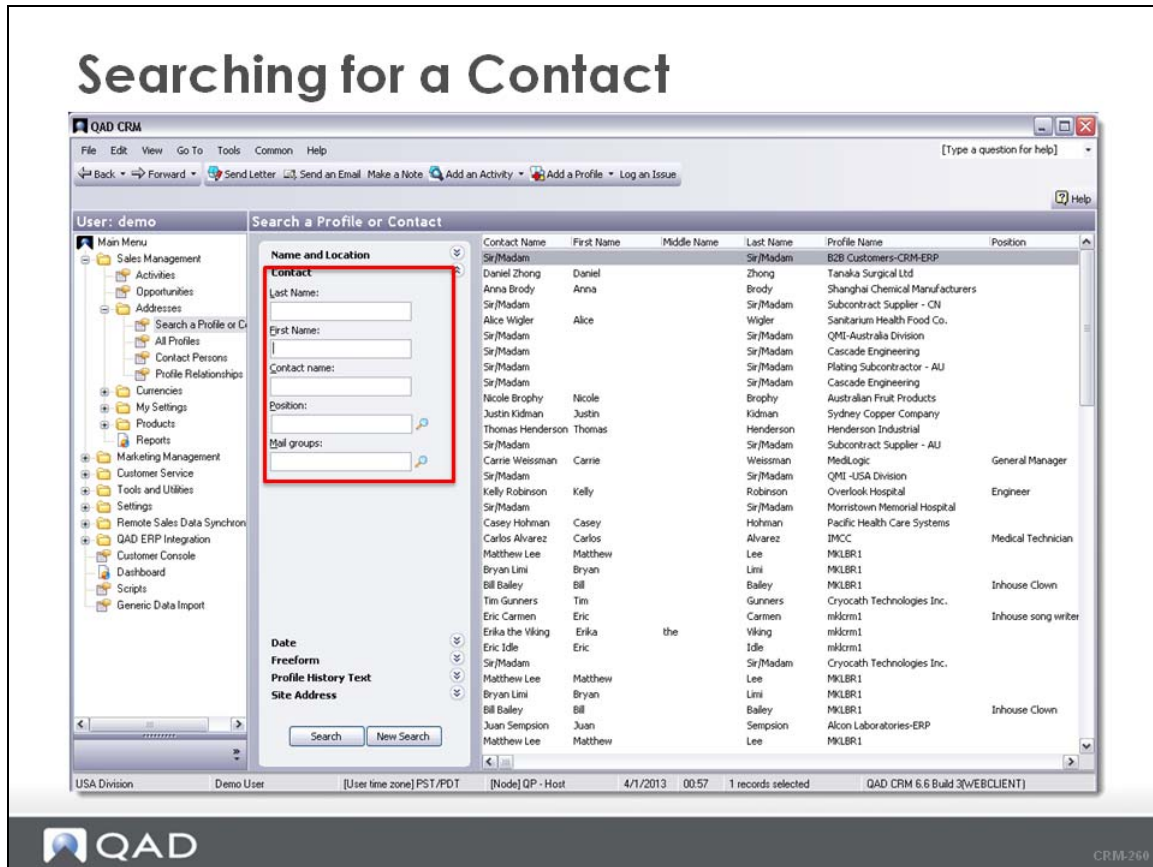 Searching for a Contact
QAD CRM
File Edit View Go To Tools Common Help
[Type a question for help]
Back Forward Send Letter Send an Email Make a Note Add an Activity Add a Profile Log an Issue
Help
User: demo
Search a Profile or Contact
Main Menu
Sales Management
Activities
Opportunities
Addresses
Search a Profile or C
All Profiles
Contact Persons
Profile Relationships
Currencies
My Settings
Products
Reports
Marketing Management
Customer Service
Tools and Utilities
Settings
Remote Sales Data Synchron
QAD ERP Integration
Customer Console
Dashboard
Scripts
Generic Data Import
Name and Location
Contact
Last Name:
First Name:
Contact name:
Position:
Mail groups:
Date
Freeform
Profile History Text
Site Address
Search New Search
Contact Name First Name Middle Name Last Name Profile Name Position
Sir/Madam Sir/Madam B2B Customers-CRM-ERP
Daniel Zhong Daniel Zhong Tanaka Surgical Ltd
Anna Brody Anna Brody Shanghai Chemical Manufacturers
Sir/Madam Sir/Madam Subcontract Supplier - CN
Alice Wigler Alice Wigler Sanitarium Health Food Co.
Sir/Madam Sir/Madam QMI-Australia Division
Sir/Madam Sir/Madam Cascade Engineering
Sir/Madam Sir/Madam Plating Subcontractor - AU
Sir/Madam Sir/Madam Cascade Engineering
Nicole Brophy Nicole Brophy Australian Fruit Products
Justin Kidman Justin Kidman Sydney Copper Company
Thomas Henderson Thomas Henderson Henderson Industrial
Sir/Madam Sir/Madam Subcontract Supplier - AU
Carrie Weissman Carrie Weissman MedLogic General Manager
Sir/Madam Sir/Madam QMI -USA Division
Kelly Robinson Kelly Robinson Overlook Hospital Engineer
Sir/Madam Sir/Madam Morristown Memorial Hospital
Casey Hohman Casey Hohman Pacific Health Care Systems
Carlos Alvarez Carlos Alvarez IMCC Medical Technician
Matthew Lee Matthew Lee MKLBR1
Bryan Limi Bryan Limi MKLBR1
Bill Bailey Bill Bailey MKLBR1 Inhouse Clown
Tim Gunners Tim Gunners Cryocath Technologies Inc.
Eric Carmen Eric Carmen mklcrm1 Inhouse song writer
Erika the Viking Erika the Viking mklcrm1
Eric Idle Eric Idle mklcrm1
Sir/Madam Sir/Madam Cryocath Technologies Inc.
Matthew Lee Matthew Lee MKLBR1
Bryan Limi Bryan Limi MKLBR1
Bill Bailey Bill Bailey MKLBR1 Inhouse Clown
Juan Sempsion Juan Sempsion Alcon Laboratories-ERP
Matthew Lee Matthew Lee MKLBR1
USA Division Demo User [User time zone] PST/PDT [Node] QP - Host 4/1/2013 00:57 1 records selected QAD CRM 6.6 Build 3(WEBCLIENT)
QAD
CRM-260